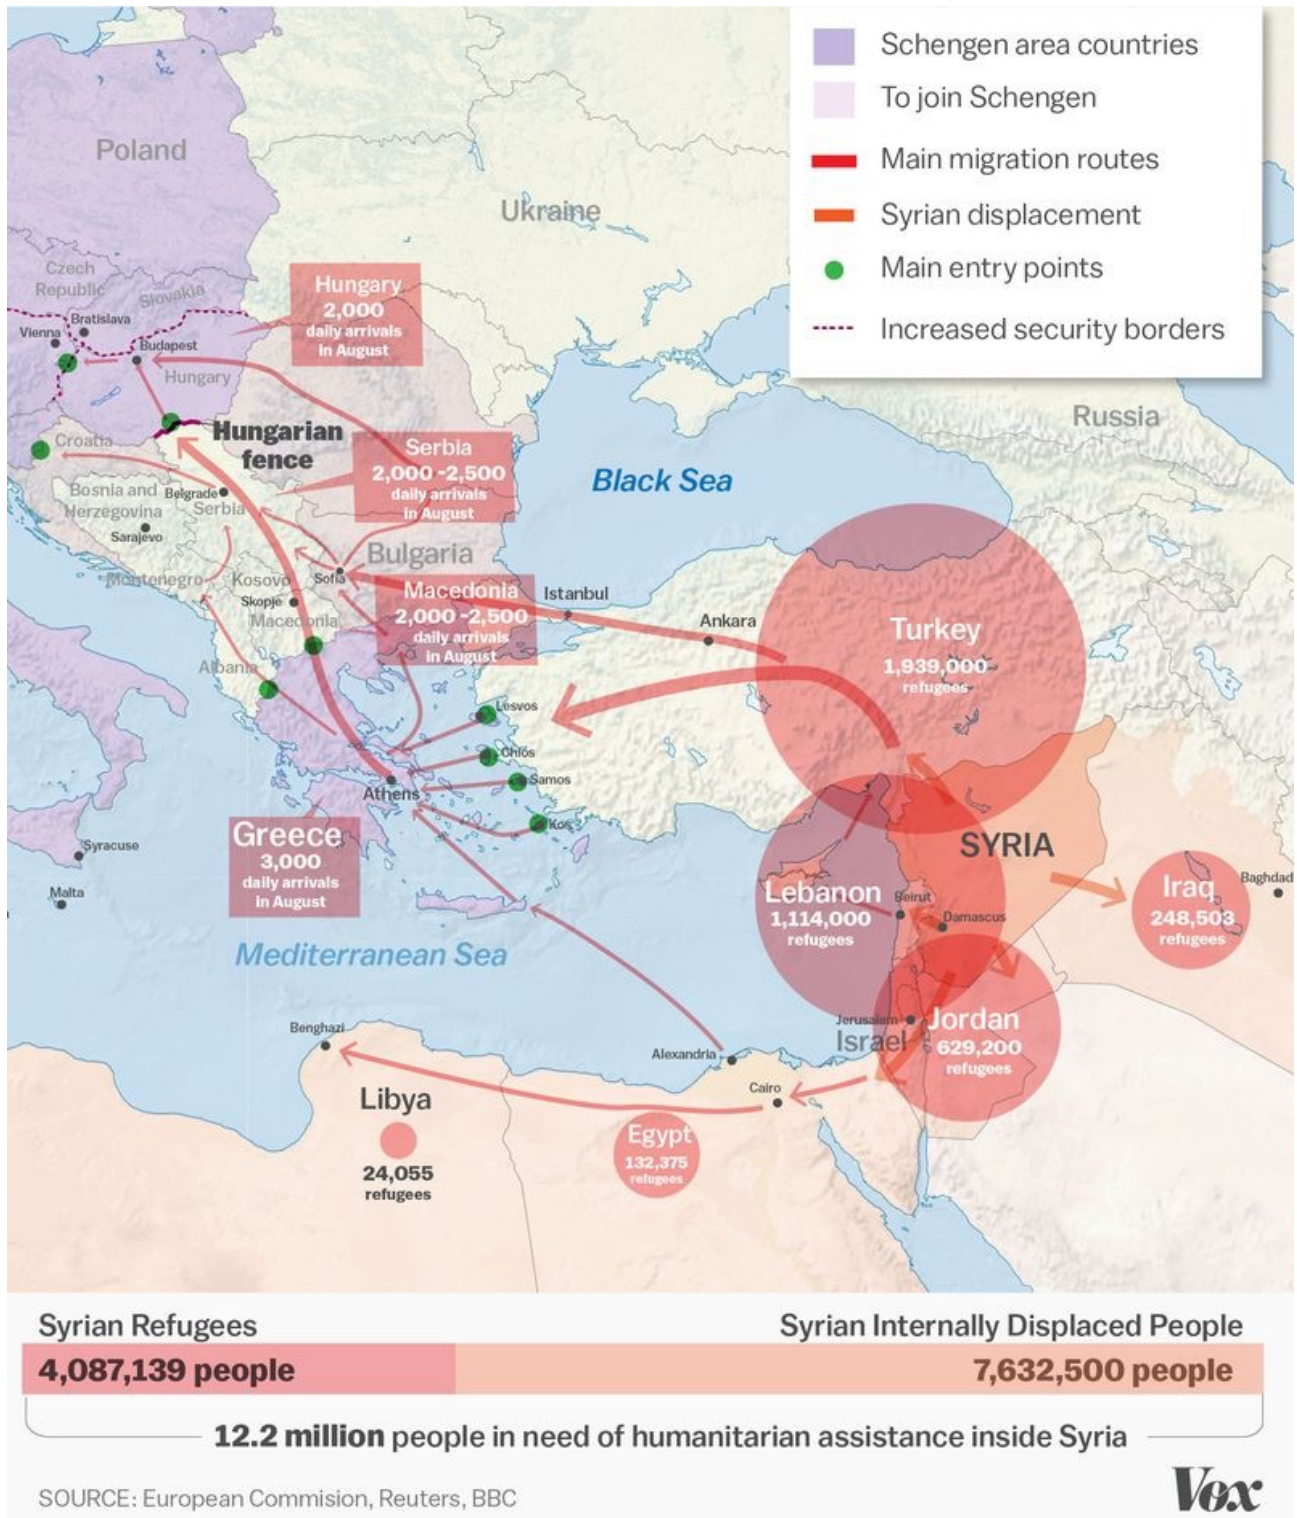 Schengen area countries
To join Schengen
Main migration routes
Syrian displacement
Main entry points
Increased security borders
Poland
Ukraine
Czech
Republic
Slovakia
Hungary
2,000
daily arrivals
in August
Bratislava
Vienna
Budapest
Hungary
Russia
Croatia
Hungarian
fence
Serbia
2,000 -2,500
daily arrivals
in August
Black Sea
Bosnia and
Herzegovina
Belgrade
Serbia
Sarajevo
Bulgaria
Montenegro
Kosovo
Sofia
Skopje
Macedonia
Macedonia
2,000 -2,500
daily arrivals
in August
Istanbul
Ankara
Turkey
1,939,000
refugees
Albania
Lesvos
Chios
Samos
Athens
Kos
Greece
3,000
daily arrivals
in August
Syracuse
Malta
SYRIA
Lebanon
1,114,000
refugees
Beirut
Damascus
Iraq
248,503
refugees
Baghdad
Mediterranean Sea
Jerusalem
Israel
Jordan
629,200
refugees
Benghazi
Alexandria
Cairo
Libya
24,055
refugees
Egypt
132,375
refugees
Syrian Refugees
4,087,139 people
Syrian Internally Displaced People
7,632,500 people
12.2 million people in need of humanitarian assistance inside Syria
SOURCE: European Commision, Reuters, BBC
Vox